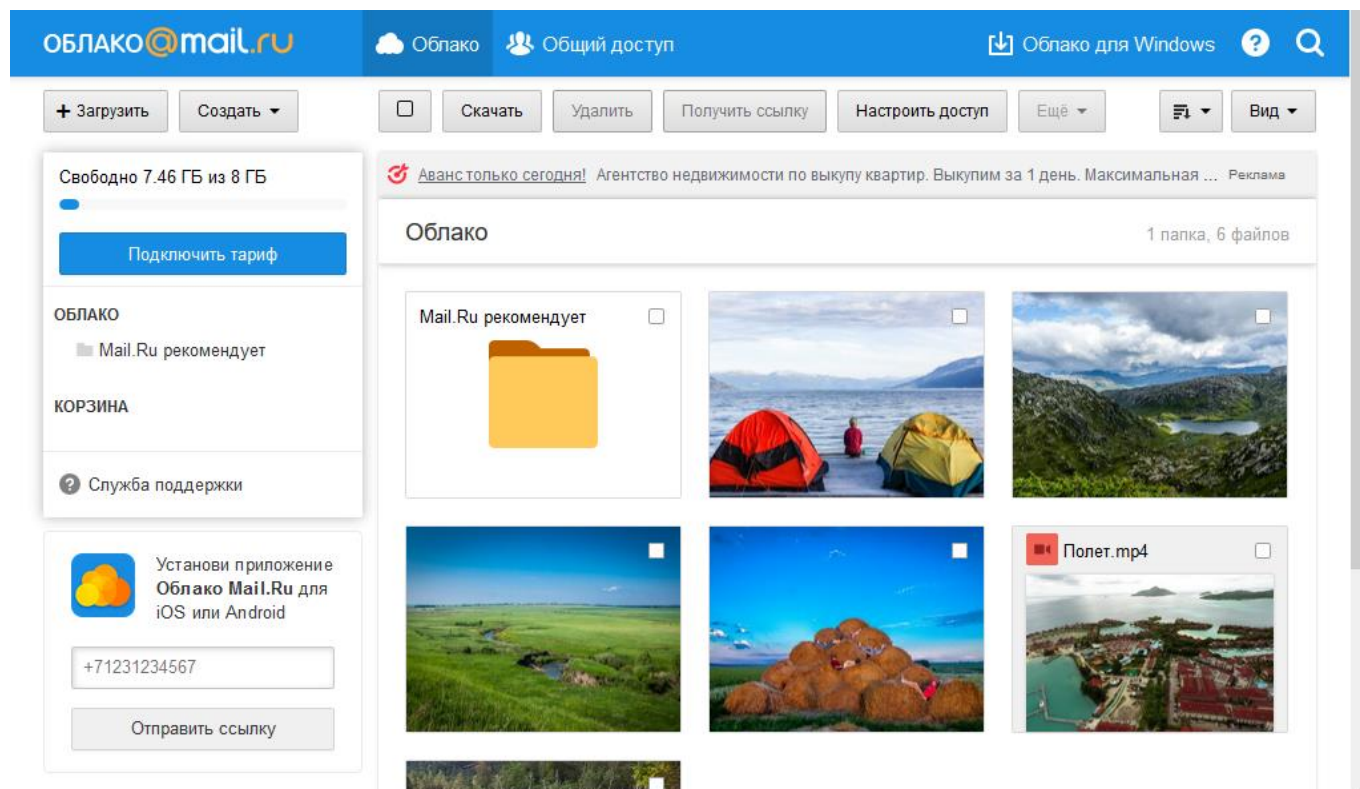 ОБЛАКО@mail.ru
Облако
Общий доступ
Облако для Windows
?
+ Загрузить
Создать
Скачать
Удалить
Получить ссылку
Настроить доступ
Ещё
Вид
Свободно 7.46 ГБ из 8 ГБ
Подключить тариф
ОБЛАКО
Mail.Ru рекомендует
КОРЗИНА
? Служба поддержки
Установи приложение
Облако Mail.Ru для
iOS или Android
+71231234567
Отправить ссылку
Аванс только сегодня! Агентство недвижимости по выкупу квартир. Выкупим за 1 день. Максимальная ... Реклама
Облако
1 папка, 6 файлов
Mail.Ru рекомендует
Полет.mp4